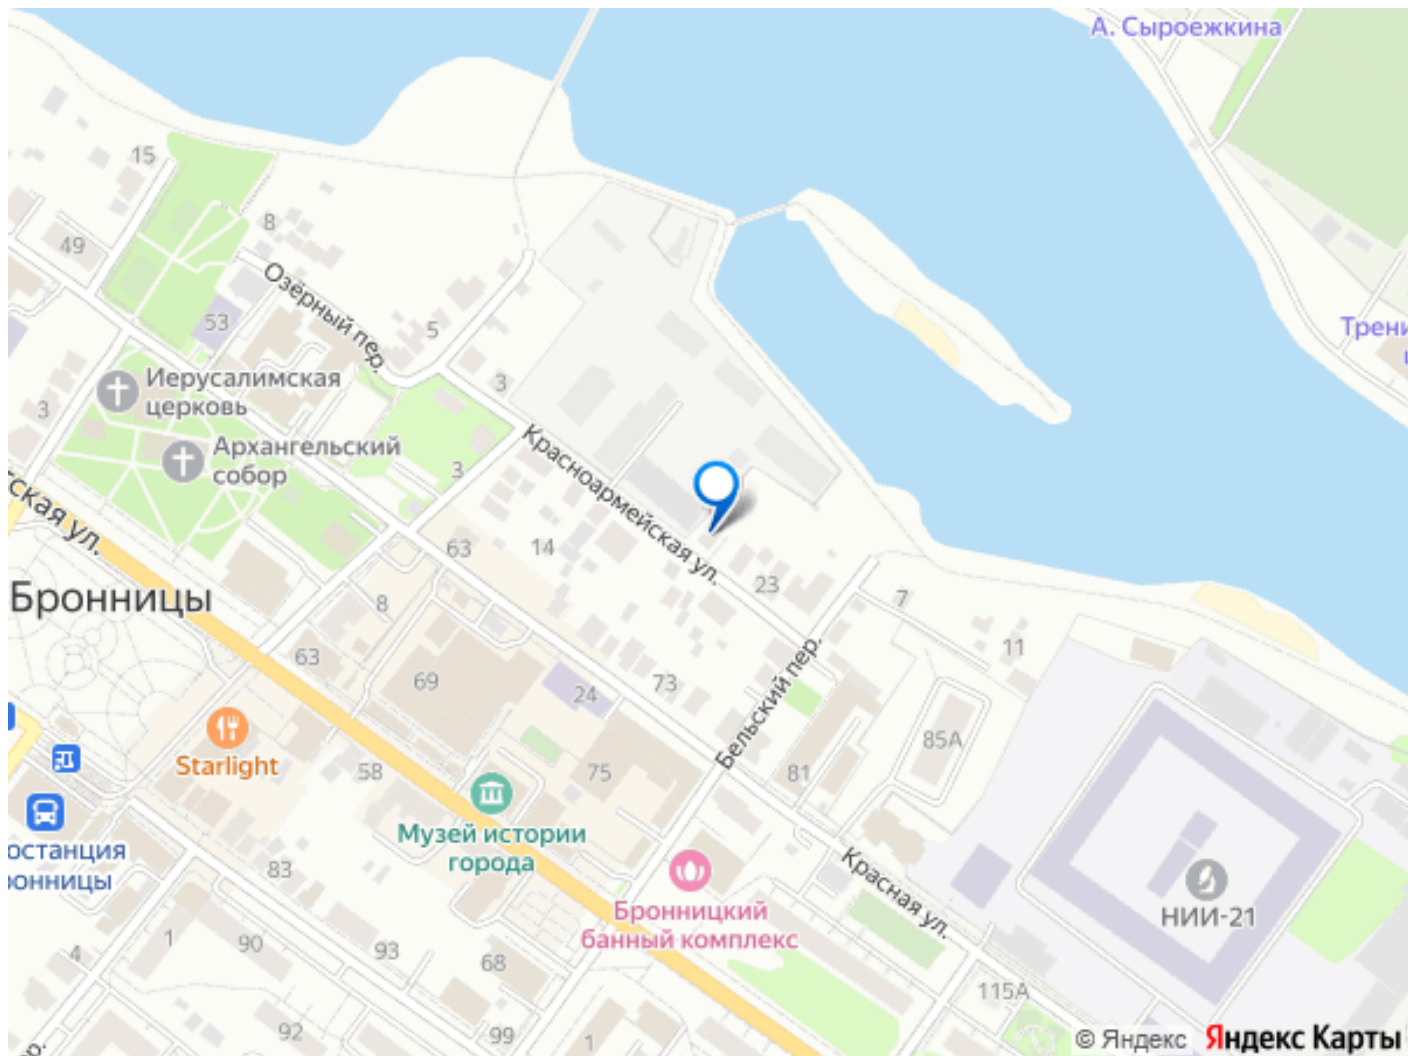 А. Сыроежкина
15
8
49
Озёрный пер.
53
5
Трени
ц
Иерусалимская
церковь
3
3
Архангельский
собор
3
Красноармейская ул.
тская ул.
63
14
23
7
Бронницы
8
11
63
69
24
73
Бельский пер.
85А
Starlight
58
75
81
Музей истории
города
останция
ронницы
83
Красная ул.
Бронницкий
банный комплекс
НИИ-21
1
90
93
4
68
115А
92
99
1
р.
© Яндекс Яндекс Карты